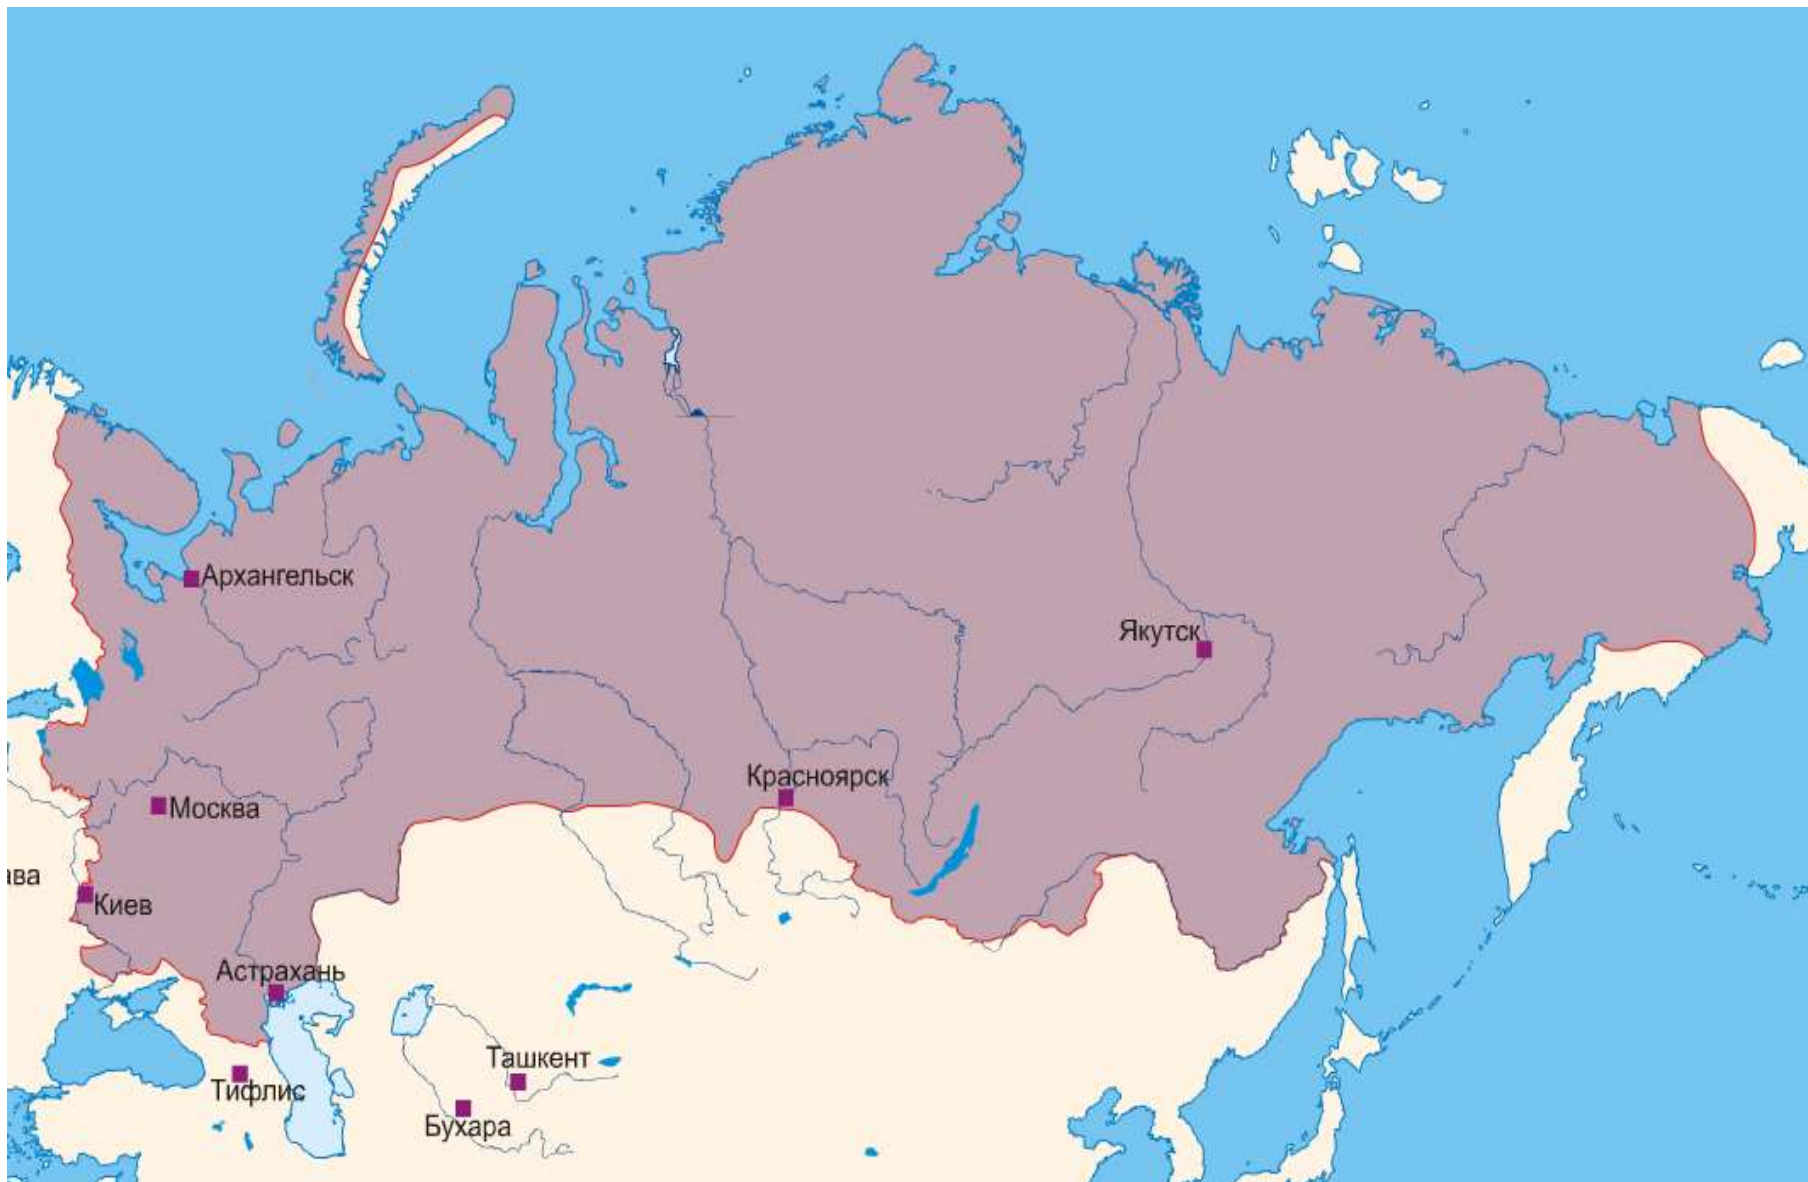 Архангельск
Якутск
Красноярск
Москва
ава
Киев
Астрахань
Ташкент
Тифлис
Бухара